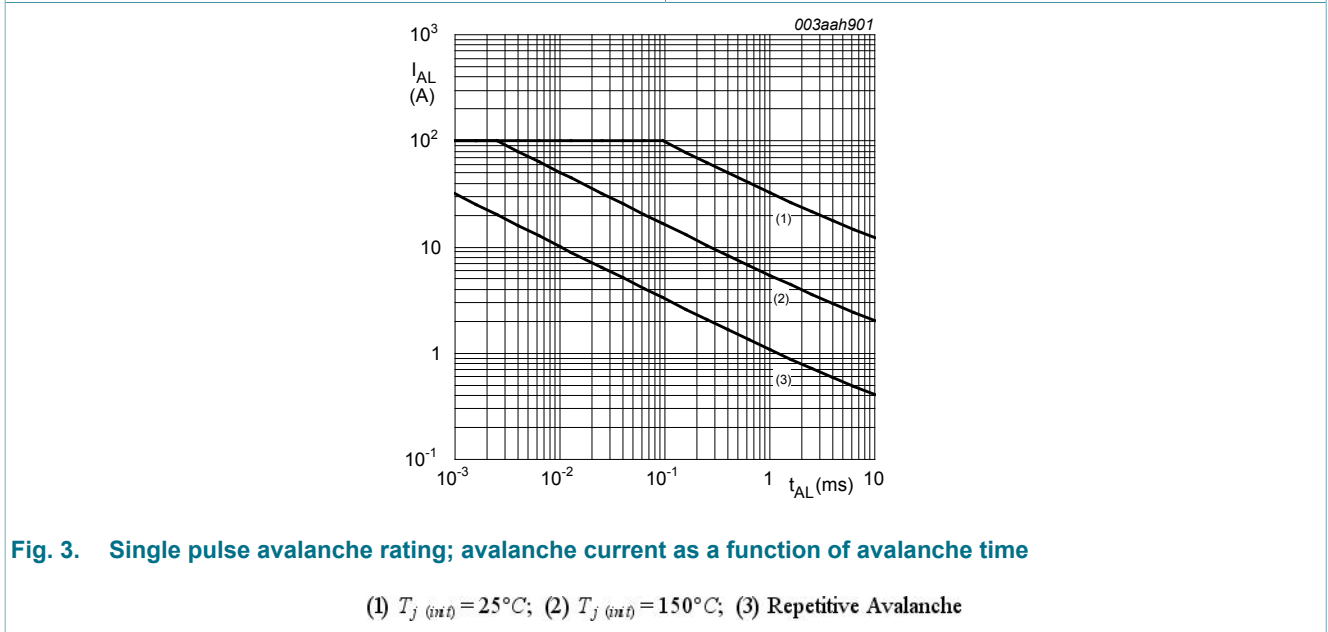 003aah901
10³
I_AL
(A)
10²
(1)
10
(2)
1
(3)
10⁻¹
10⁻³ 10⁻² 10⁻¹ 1 t_AL (ms) 10
Fig. 3. Single pulse avalanche rating; avalanche current as a function of avalanche time
(1) T_j (init) = 25°C; (2) T_j (init) = 150°C; (3) Repetitive Avalanche